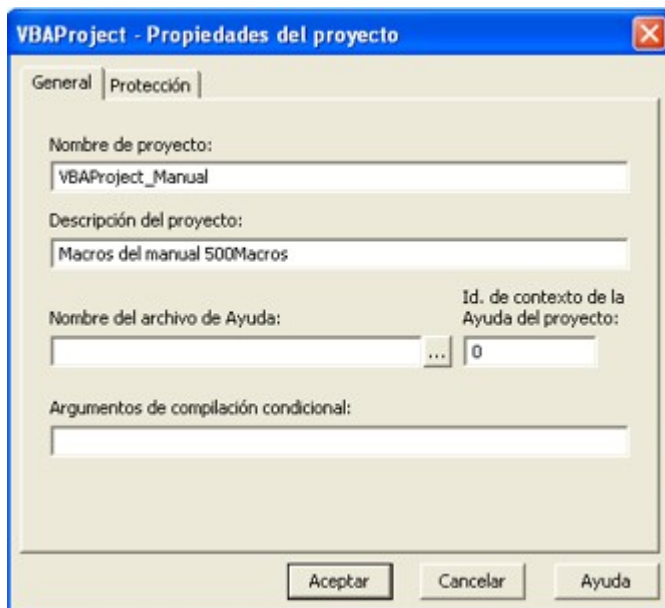 VBAProject - Propiedades del proyecto
General
Protección
Nombre de proyecto:
VBAProject_Manual
Descripción del proyecto:
Macros del manual 500Macros
Nombre del archivo de Ayuda:
...
Id. de contexto de la
Ayuda del proyecto:
0
Argumentos de compilación condicional:
Aceptar
Cancelar
Ayuda